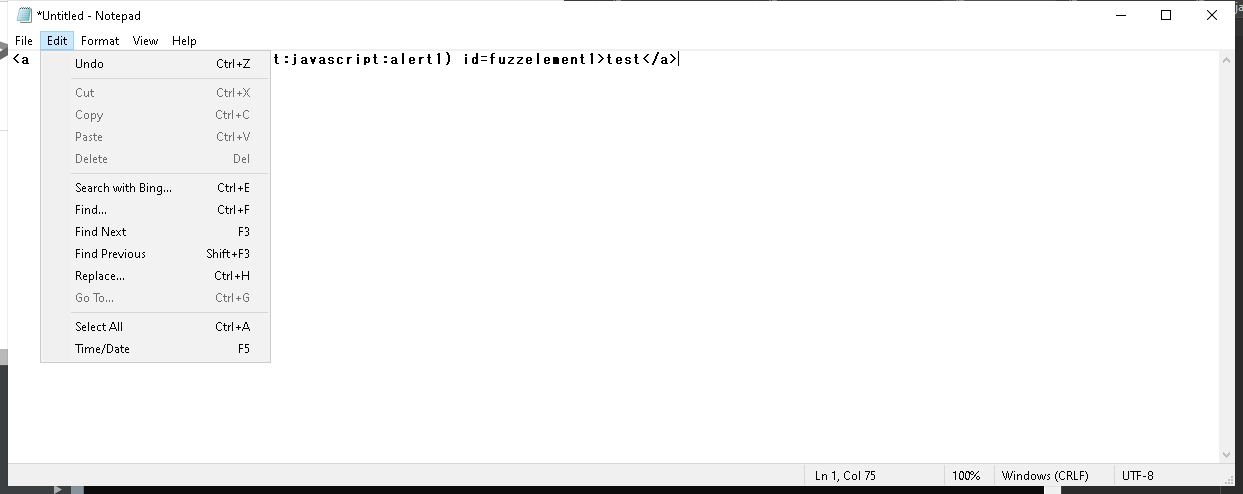 *Untitled - Notepad
File Edit Format View Help
<a t:javascript:alert1) id=fuzzelement1>test</a>
Undo Ctrl+Z
Cut Ctrl+X
Copy Ctrl+C
Paste Ctrl+V
Delete Del
Search with Bing... Ctrl+E
Find... Ctrl+F
Find Next F3
Find Previous Shift+F3
Replace... Ctrl+H
Go To... Ctrl+G
Select All Ctrl+A
Time/Date F5
Ln 1, Col 75 100% Windows (CRLF) UTF-8